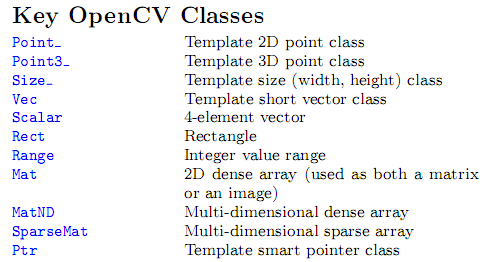 Key OpenCV Classes
Point_ Template 2D point class
Point3_ Template 3D point class
Size_ Template size (width, height) class
Vec Template short vector class
Scalar 4-element vector
Rect Rectangle
Range Integer value range
Mat 2D dense array (used as both a matrix
or an image)
MatND Multi-dimensional dense array
SparseMat Multi-dimensional sparse array
Ptr Template smart pointer class